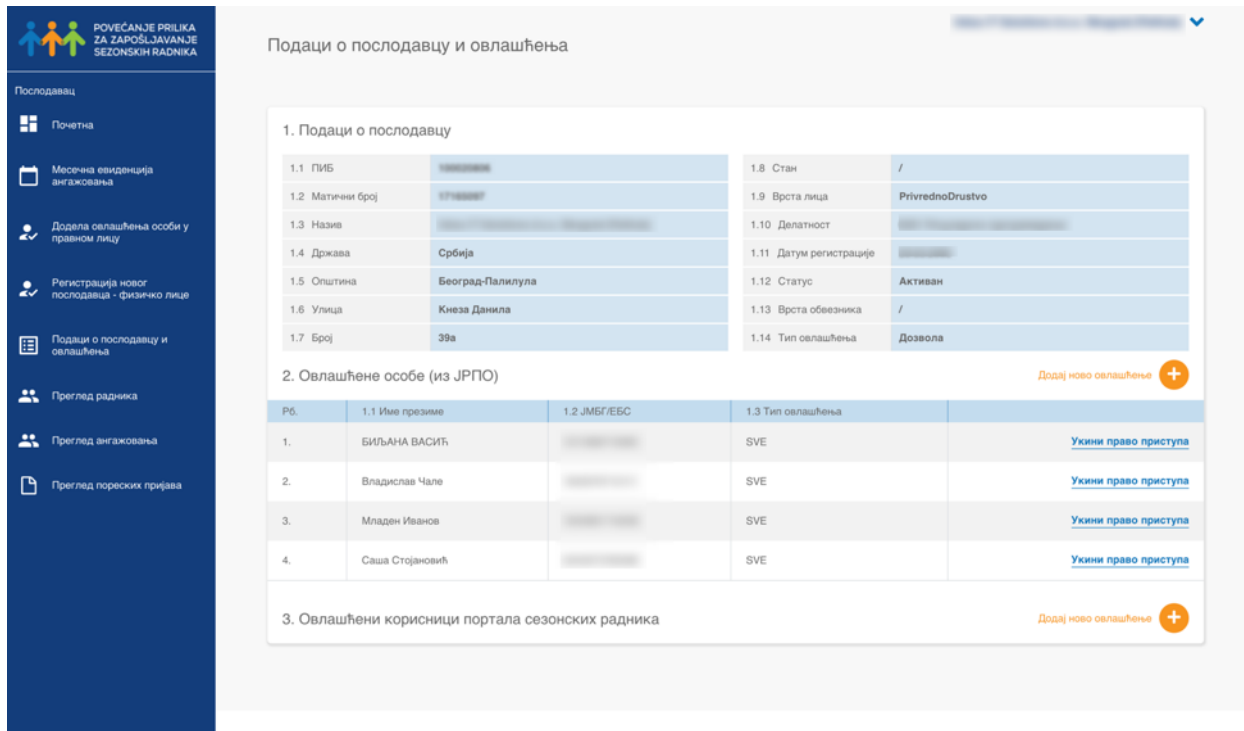 POVEĆANJE PRILIKA
ZA ZAPOŠLJAVANJE
SEZONSKIH RADNIKA
Послодавац
Почетна
Месечна евиденција
ангажовања
Додела овлашћења особи у
правном лицу
Регистрација новог
послодавца - физичко лице
Подаци о послодавцу и
овлашћења
Преглед радника
Преглед ангажовања
Преглед пореских пријава
Подаци о послодавцу и овлашћења
1. Подаци о послодавцу
1.1 ПИБ
1.2 Матични број
1.3 Назив
1.4 Држава Србија
1.5 Општина Београд-Палилула
1.6 Улица Кнеза Данила
1.7 Број 39а
1.8 Стан /
1.9 Врста лица PrivrednoDrustvo
1.10 Делатност
1.11 Датум регистрације
1.12 Статус Активан
1.13 Врста обвезника /
1.14 Тип овлашћења Дозвола
2. Овлашћене особе (из ЈРПО) Додај ново овлашћење
Рб. 1.1 Име презиме 1.2 ЈМБГ/ЕБС 1.3 Тип овлашћења
1. БИЉАНА ВАСИЋ SVE Укини право приступа
2. Владислав Чале SVE Укини право приступа
3. Младен Иванов SVE Укини право приступа
4. Саша Стојановић SVE Укини право приступа
3. Овлашћени корисници портала сезонских радника Додај ново овлашћење